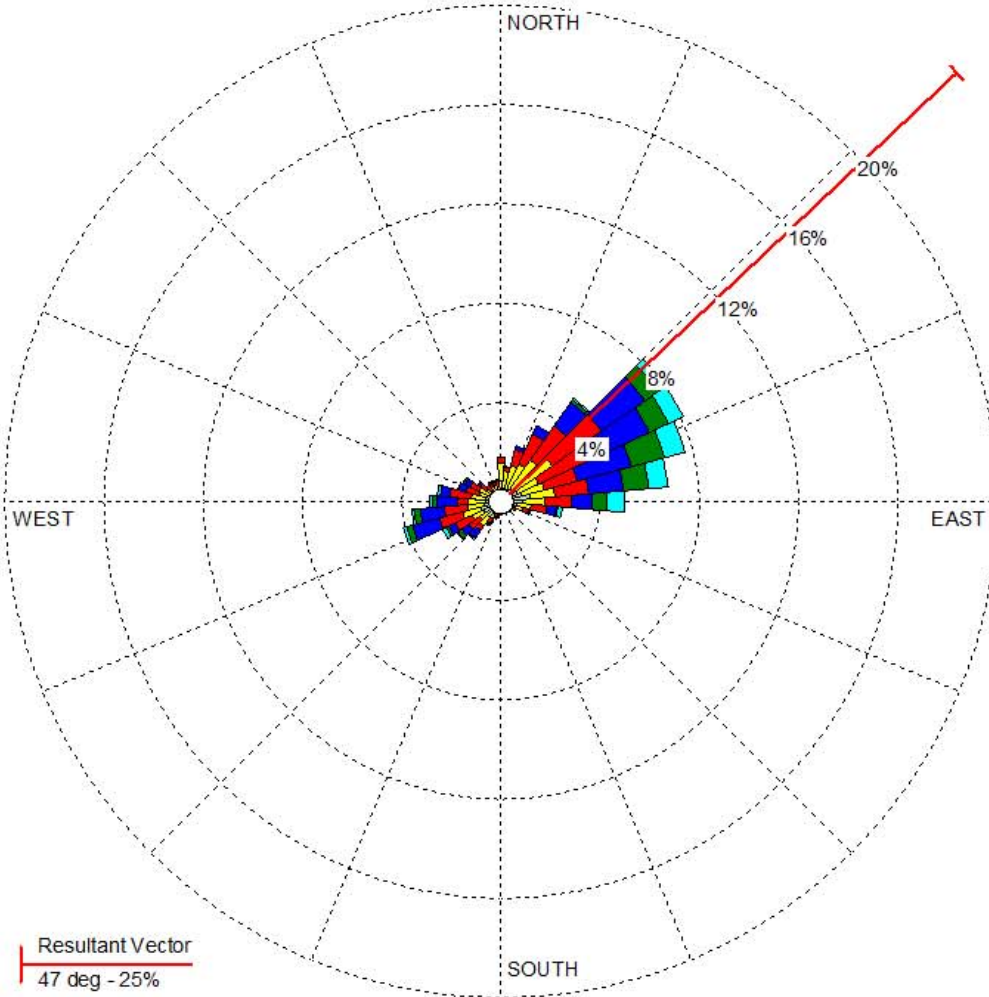 NORTH
20%
16%
12%
8%
4%
WEST
EAST
Resultant Vector
47 deg - 25%
SOUTH